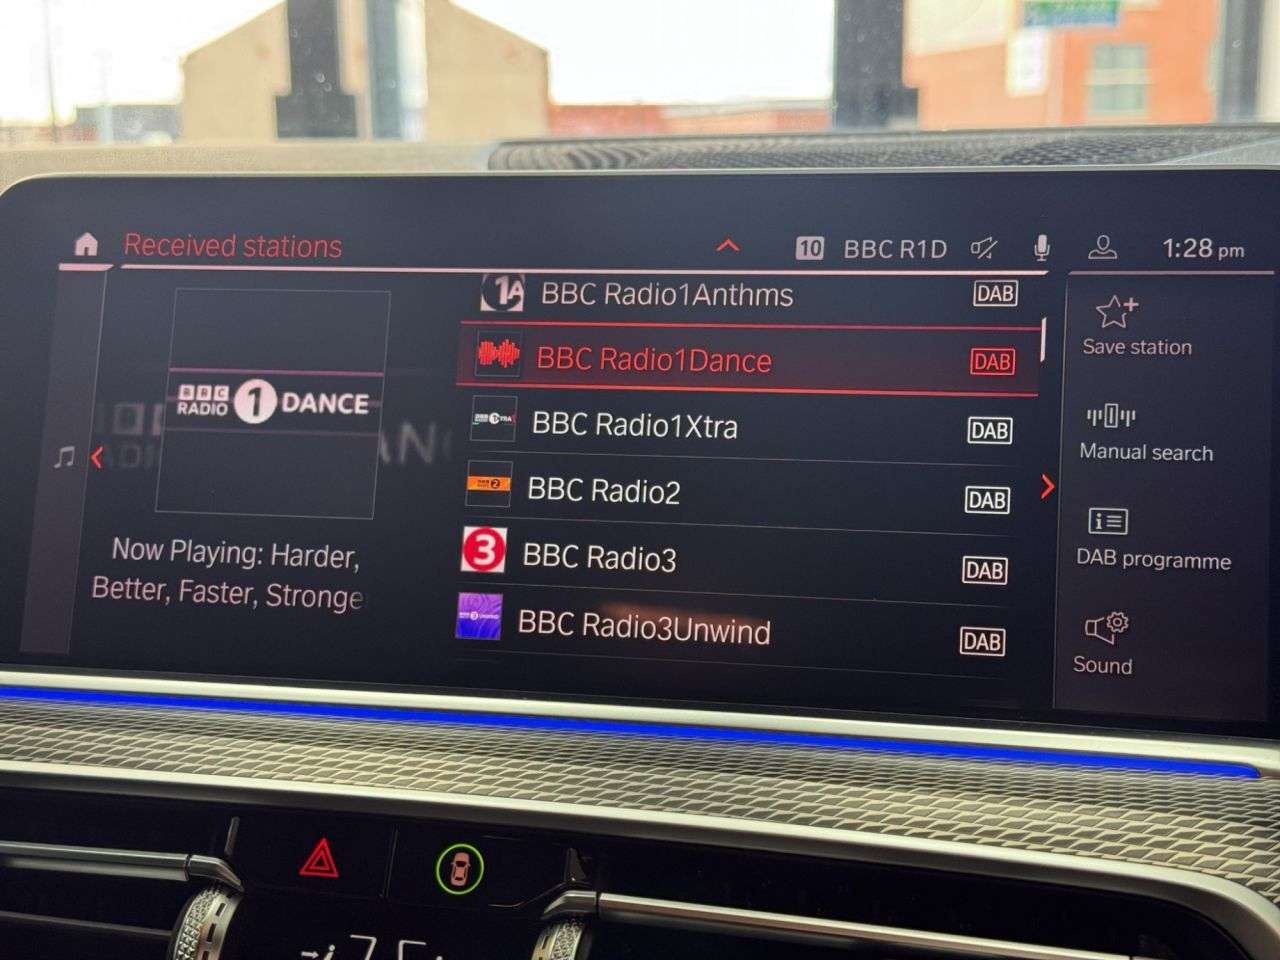 Received stations
10 BBC R1D
1:28 pm
1A BBC Radio1Anthms DAB
BBC Radio1Dance DAB
BBC Radio1Xtra DAB
BBC Radio2 DAB
3 BBC Radio3 DAB
BBC Radio3Unwind DAB
BBC
RADIO 1 DANCE
Now Playing: Harder,
Better, Faster, Stronge
Save station
Manual search
DAB programme
Sound